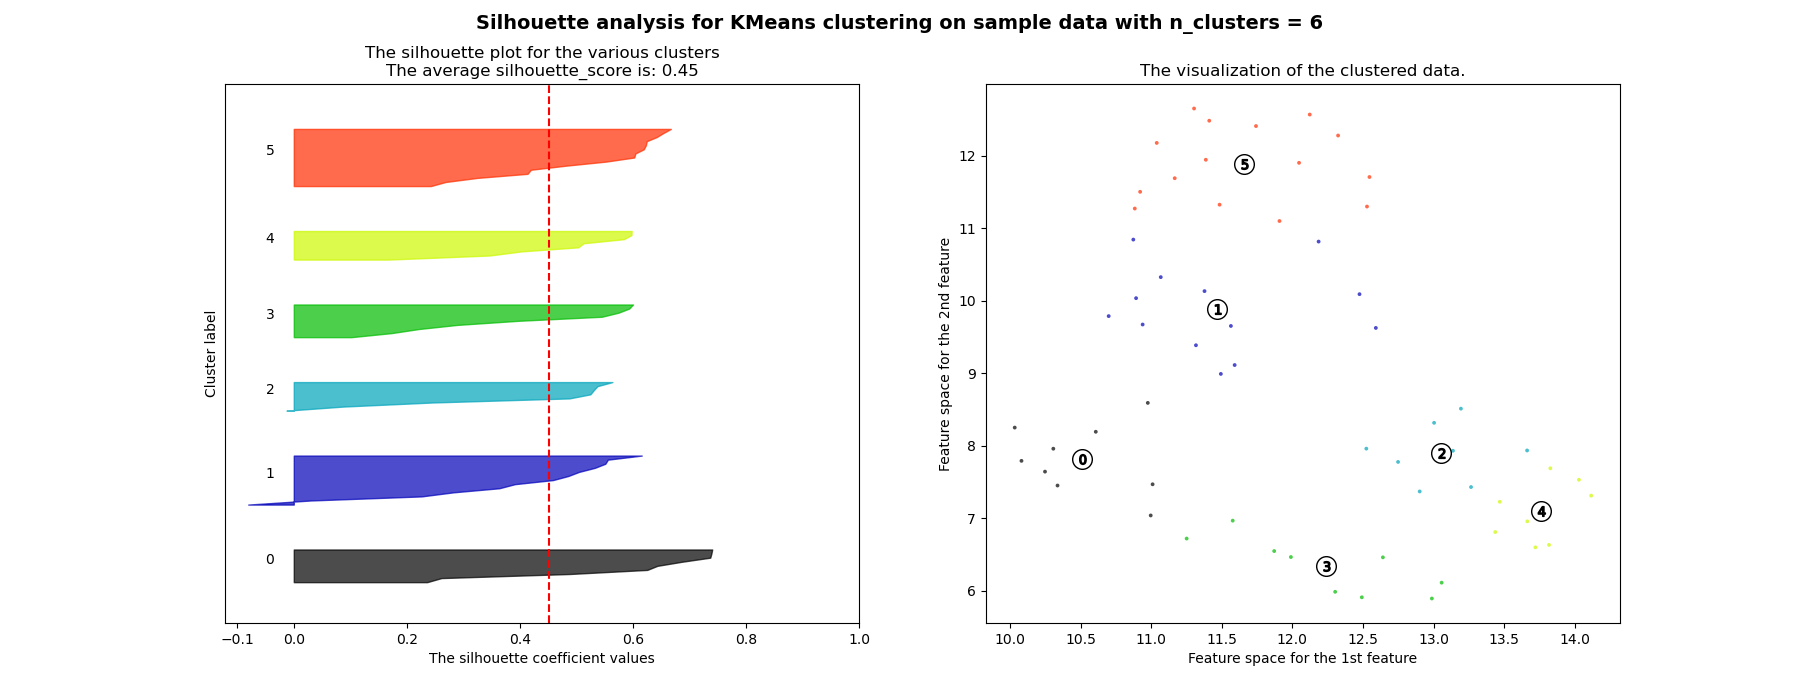 Silhouette analysis for KMeans clustering on sample data with n_clusters = 6
The silhouette plot for the various clusters
The average silhouette_score is: 0.45
5
4
3
2
1
0
Cluster label
−0.1 0.0 0.2 0.4 0.6 0.8 1.0
The silhouette coefficient values
The visualization of the clustered data.
12
11
10
9
8
7
6
Feature space for the 2nd feature
5
1
2
0
4
3
10.0 10.5 11.0 11.5 12.0 12.5 13.0 13.5 14.0
Feature space for the 1st feature